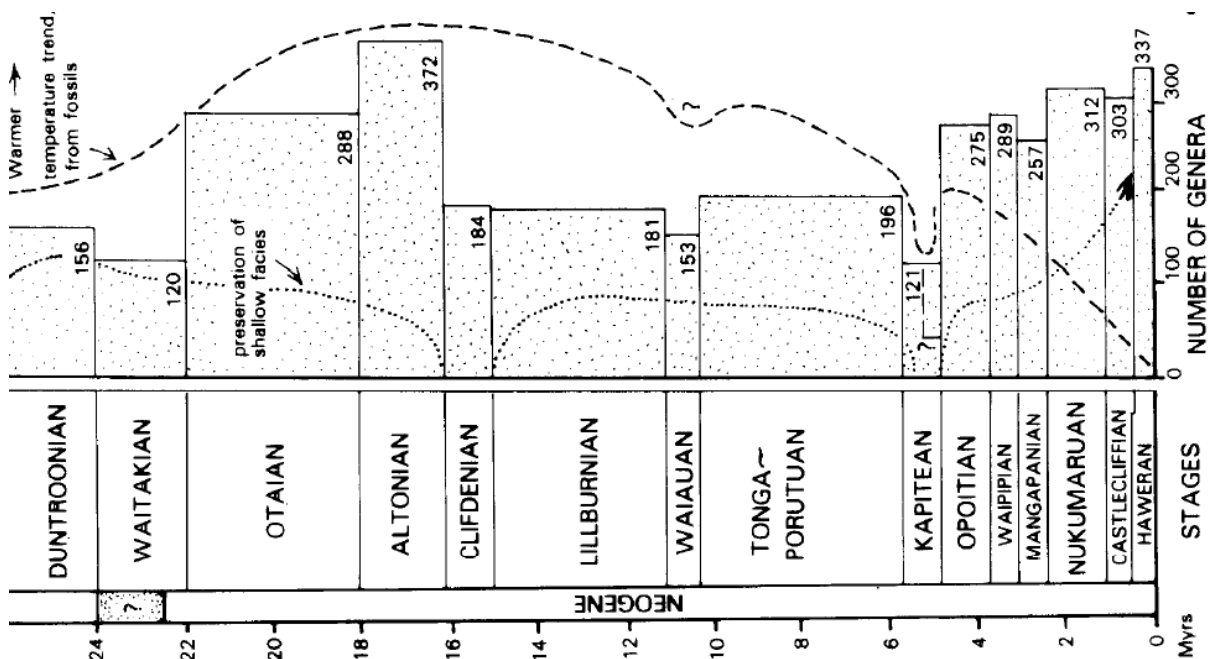 Warmer →
temperature trend,
from fossils
preservation of
shallow facies
156
120
288
372
184
181
153
?
196
121
?
275
289
257
312
303
337
0
100
200
300
NUMBER OF GENERA
DUNTROONIAN
WAITAKIAN
OTAIAN
ALTONIAN
CLIFDENIAN
LILLBURNIAN
WAIAUAN
TONGA~
PORUTUAN
KAPITEAN
OPOITIAN
WAIPIPIAN
MANGAPANIAN
NUKUMARUAN
CASTLECLIFFIAN
HAWERAN
STAGES
?
NEOGENE
24
22
20
18
16
14
12
10
8
6
4
2
0
Myrs